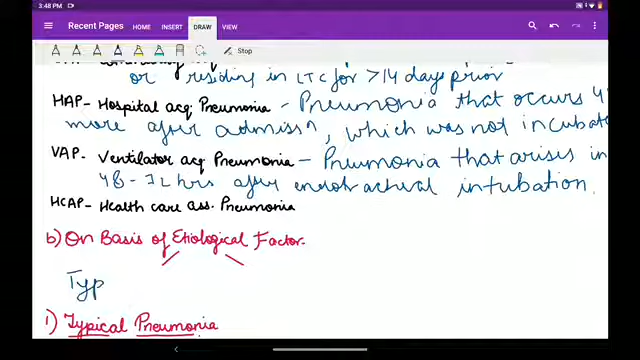 3:48 PM
Recent Pages HOME INSERT DRAW VIEW
Stop
or residing in LTC for >14 days prior
HAP- Hospital acq Pneumonia - Pneumonia that occurs 4
more after admissn, which was not incubate
VAP- Ventilator acq Pneumonia - Pneumonia that arises in
48-72 hrs after endotracheal intubation.
HCAP- Health care ass. Pneumonia
b) On Basis of Etiological Factor.
Typ
1) Typical Pneumonia